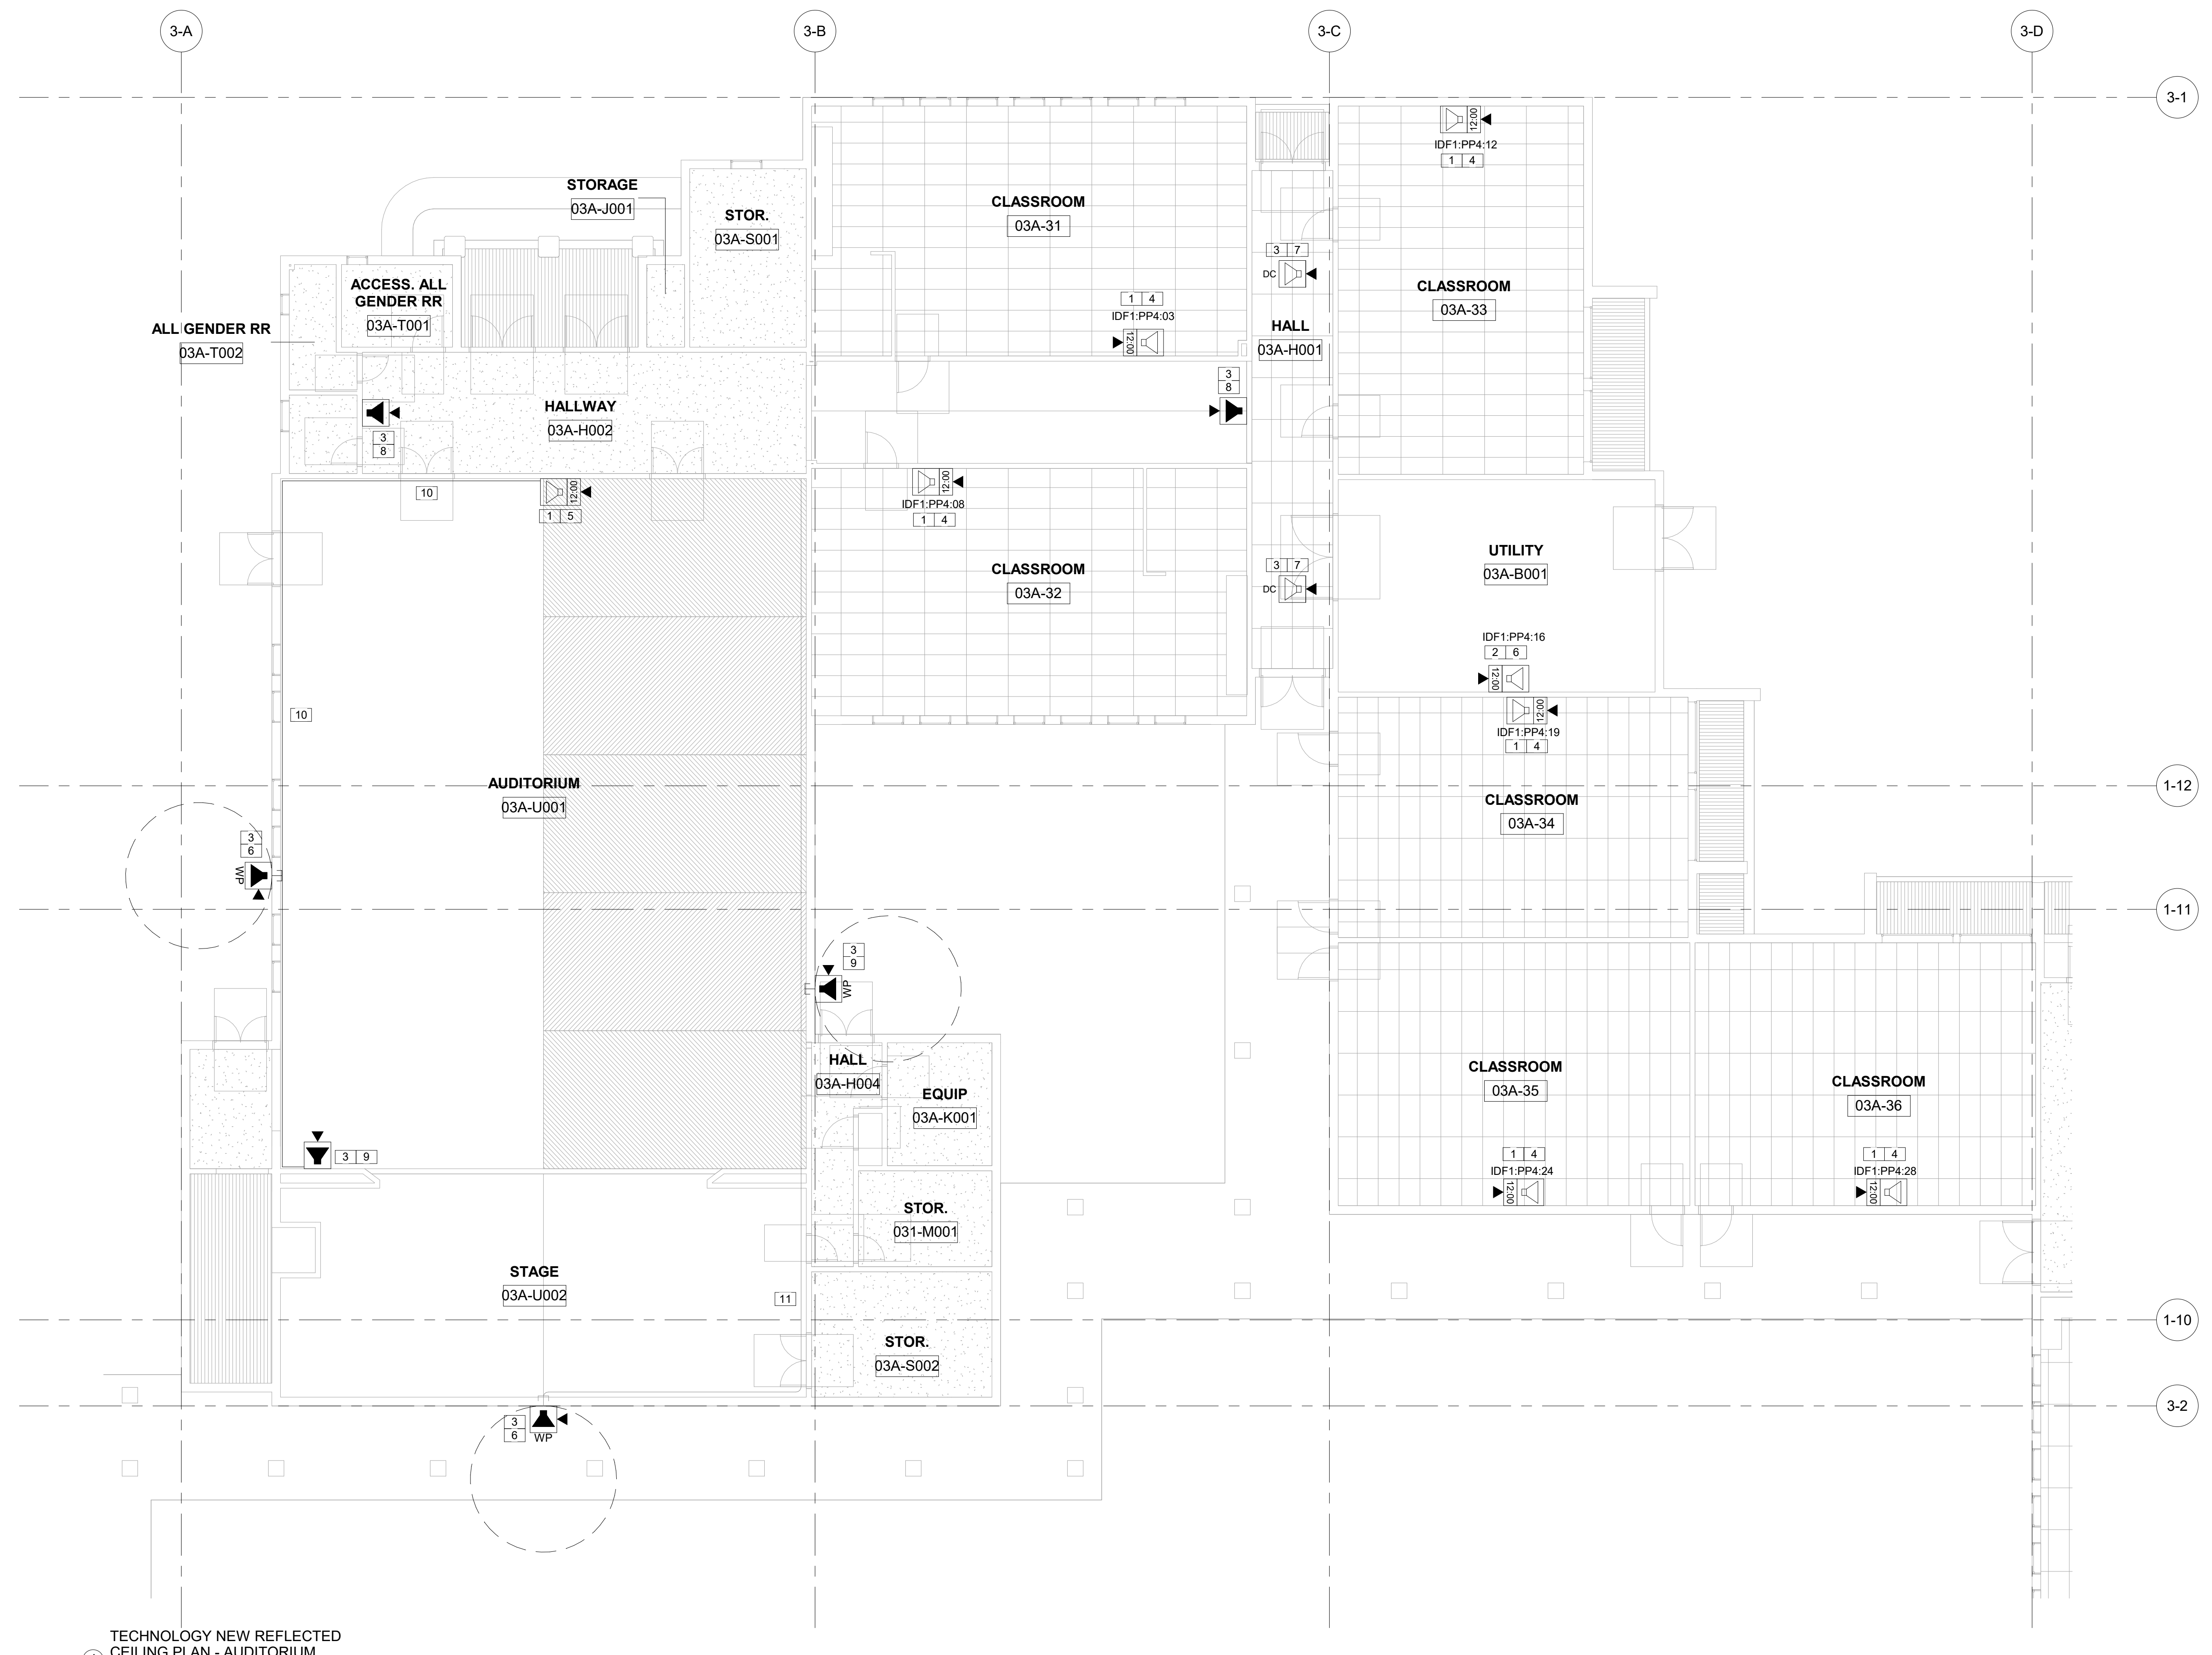 3-A
3-B
3-C
3-D
3-1
12:00
IDF1:PP4:12
1 4
STORAGE
03A-J001
STOR.
03A-S001
CLASSROOM
03A-31
3 7
DC
ACCESS. ALL
GENDER RR
03A-T001
CLASSROOM
03A-33
1 4
IDF1:PP4:03
12:00
ALL GENDER RR
03A-T002
HALL
03A-H001
3
8
HALLWAY
03A-H002
3
8
10
12:00
1 5
12:00
IDF1:PP4:08
1 4
CLASSROOM
03A-32
3 7
DC
UTILITY
03A-B001
IDF1:PP4:16
2 6
12:00
12:00
IDF1:PP4:19
1 4
10
AUDITORIUM
03A-U001
1-12
CLASSROOM
03A-34
3
6
WP
1-11
3
9
WP
HALL
03A-H004
EQUIP
03A-K001
CLASSROOM
03A-35
CLASSROOM
03A-36
3 9
1 4
IDF1:PP4:24
12:00
1 4
IDF1:PP4:28
12:00
STOR.
031-M001
STAGE
03A-U002
11
1-10
STOR.
03A-S002
3-2
3
6
WP
TECHNOLOGY NEW REFLECTED
CEILING PLAN - AUDITORIUM